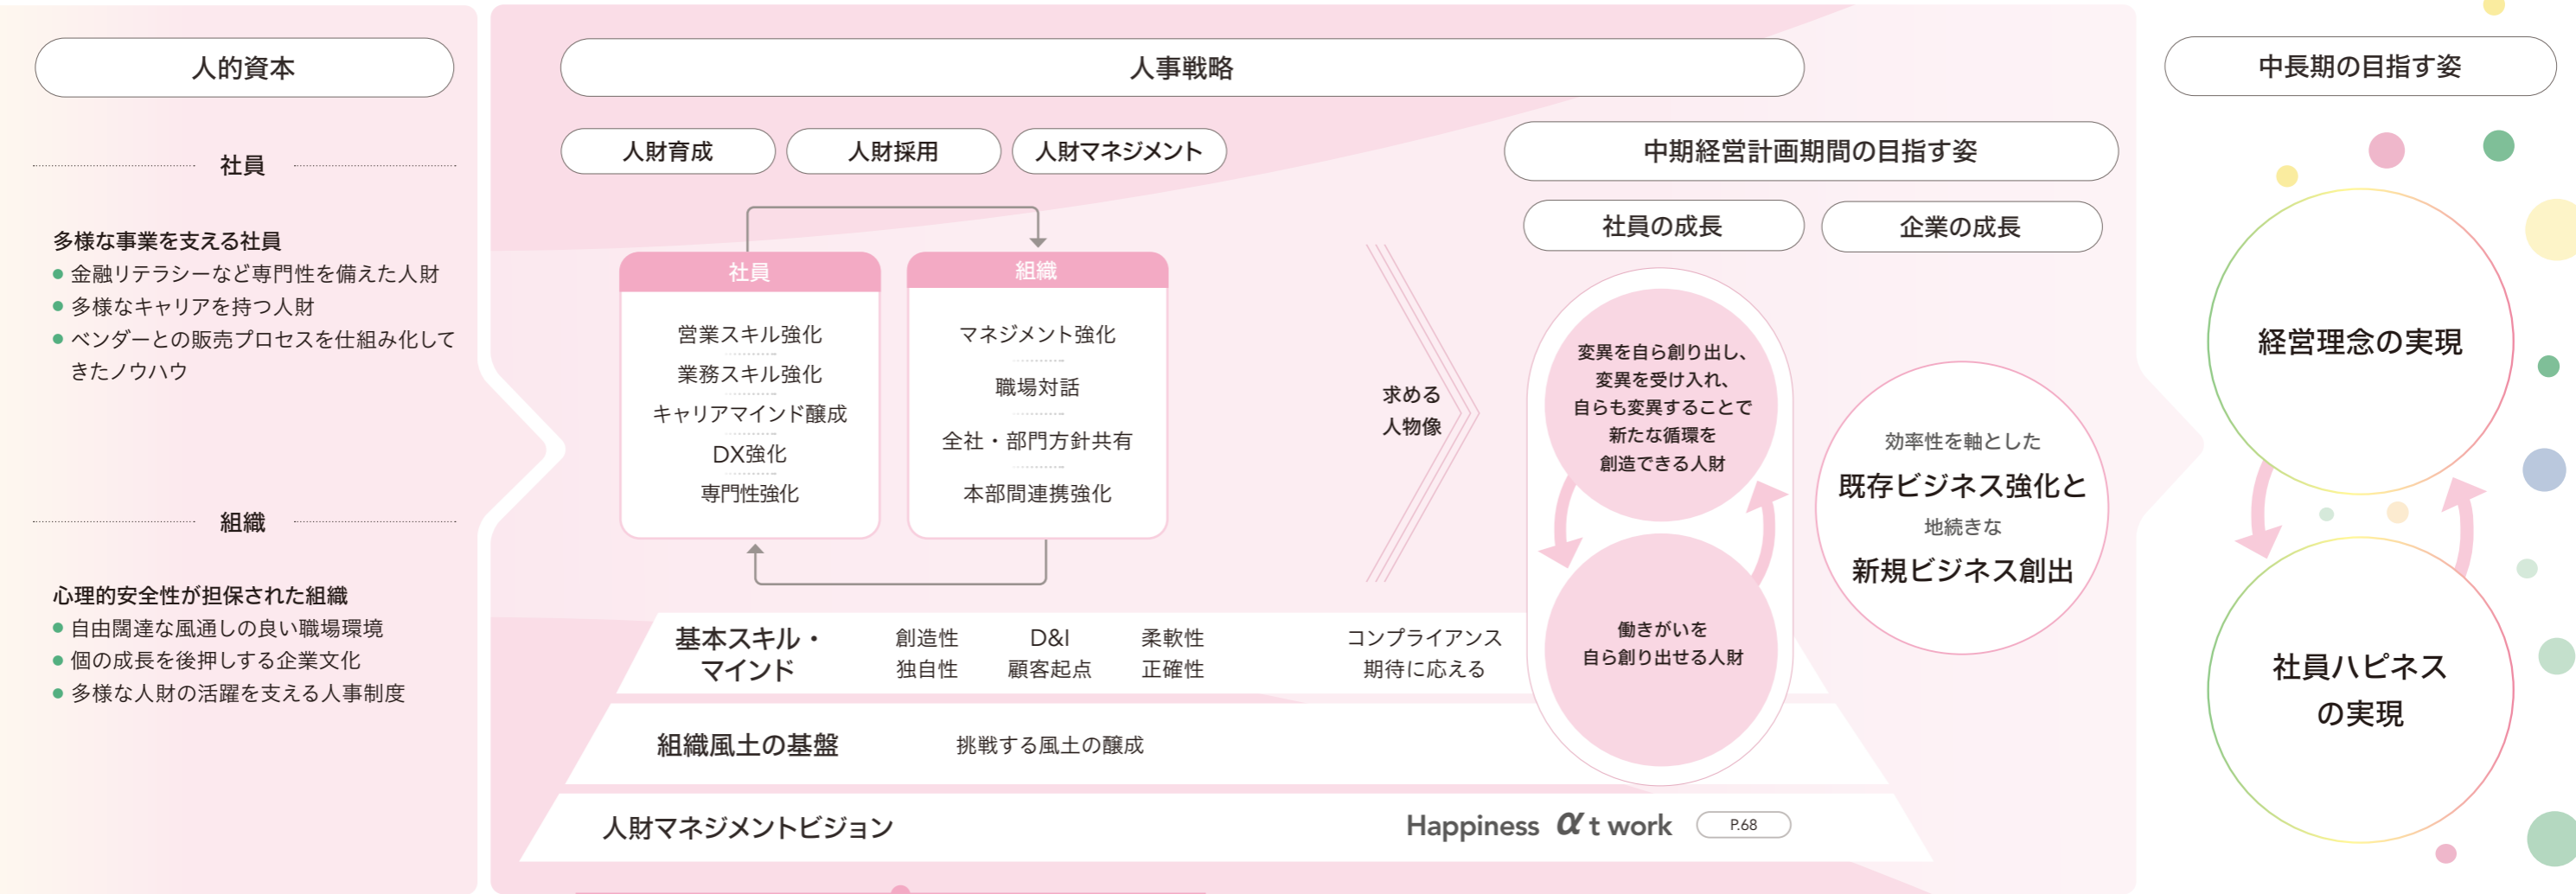 人的資本
社員
多様な事業を支える社員
● 金融リテラシーなど専門性を備えた人財
● 多様なキャリアを持つ人財
● ベンダーとの販売プロセスを仕組み化して
きたノウハウ
組織
心理的安全性が担保された組織
● 自由闊達な風通しの良い職場環境
● 個の成長を後押しする企業文化
● 多様な人財の活躍を支える人事制度
人事戦略
人財育成
人財採用
人財マネジメント
社員
営業スキル強化
業務スキル強化
キャリアマインド醸成
DX強化
専門性強化
組織
マネジメント強化
職場対話
全社・部門方針共有
本部間連携強化
求める
人物像
中期経営計画期間の目指す姿
社員の成長
変異を自ら創り出し、
変異を受け入れ、
自らも変異することで
新たな循環を
創造できる人財
働きがいを
自ら創り出せる人財
企業の成長
効率性を軸とした
既存ビジネス強化と
地続きな
新規ビジネス創出
基本スキル・
マインド
創造性
独自性
D&I
顧客起点
柔軟性
正確性
コンプライアンス
期待に応える
組織風土の基盤
挑戦する風土の醸成
人財マネジメントビジョン
Happiness αt work
P.68
中長期の目指す姿
経営理念の実現
社員ハピネス
の実現